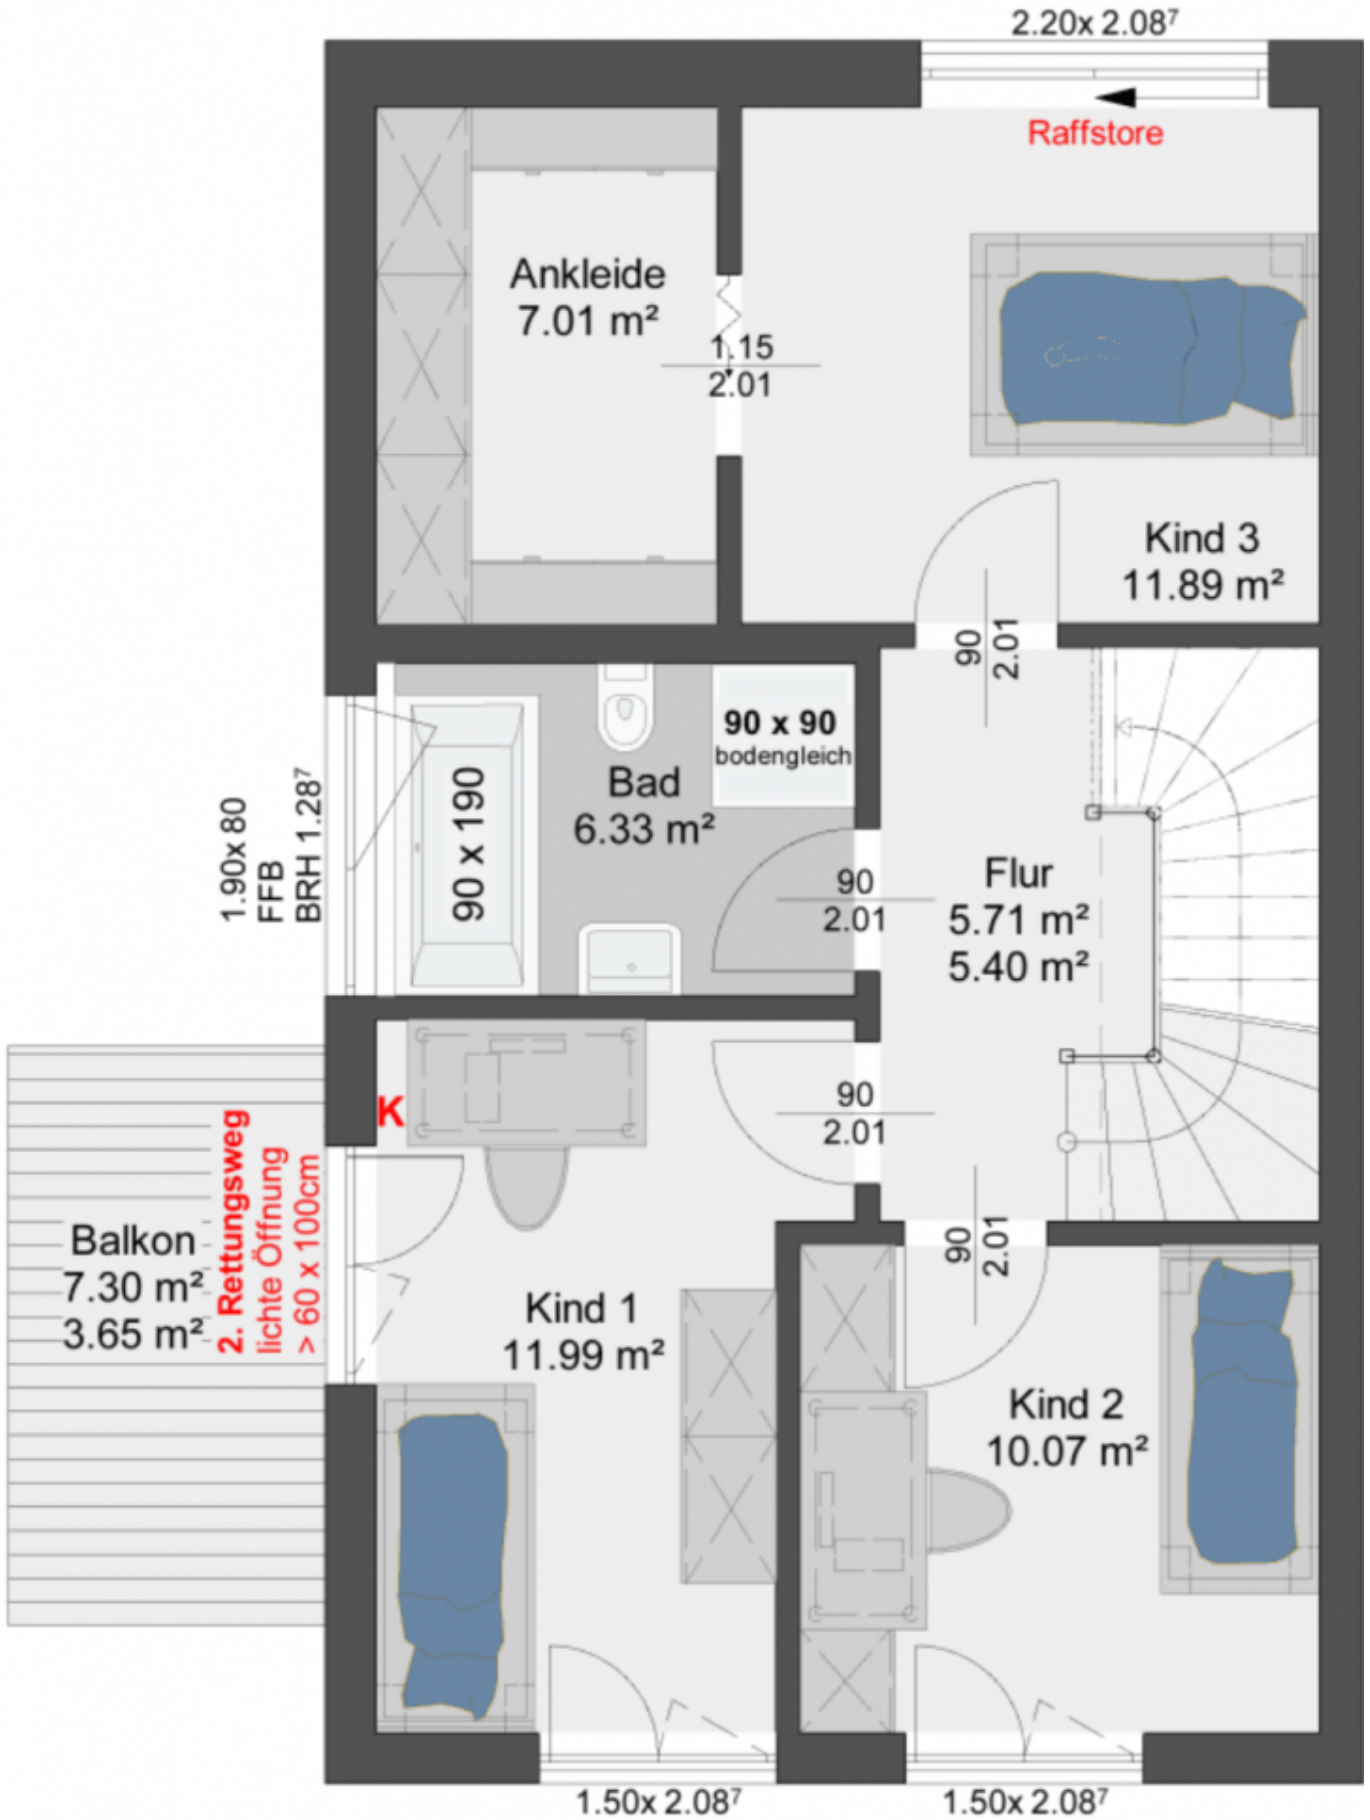 2.20x 2.08⁷
Raffstore
Ankleide
7.01 m²
1.15
2.01
Kind 3
11.89 m²
90
2.01
90 x 90
bodengleich
Bad
6.33 m²
90 x 190
1.90x 80
FFB
BRH 1.28⁷
90
2.01
Flur
5.71 m²
5.40 m²
K
90
2.01
90
2.01
Balkon
7.30 m²
3.65 m²
2. Rettungsweg
lichte Öffnung
> 60 x 100cm
Kind 1
11.99 m²
Kind 2
10.07 m²
1.50x 2.08⁷
1.50x 2.08⁷